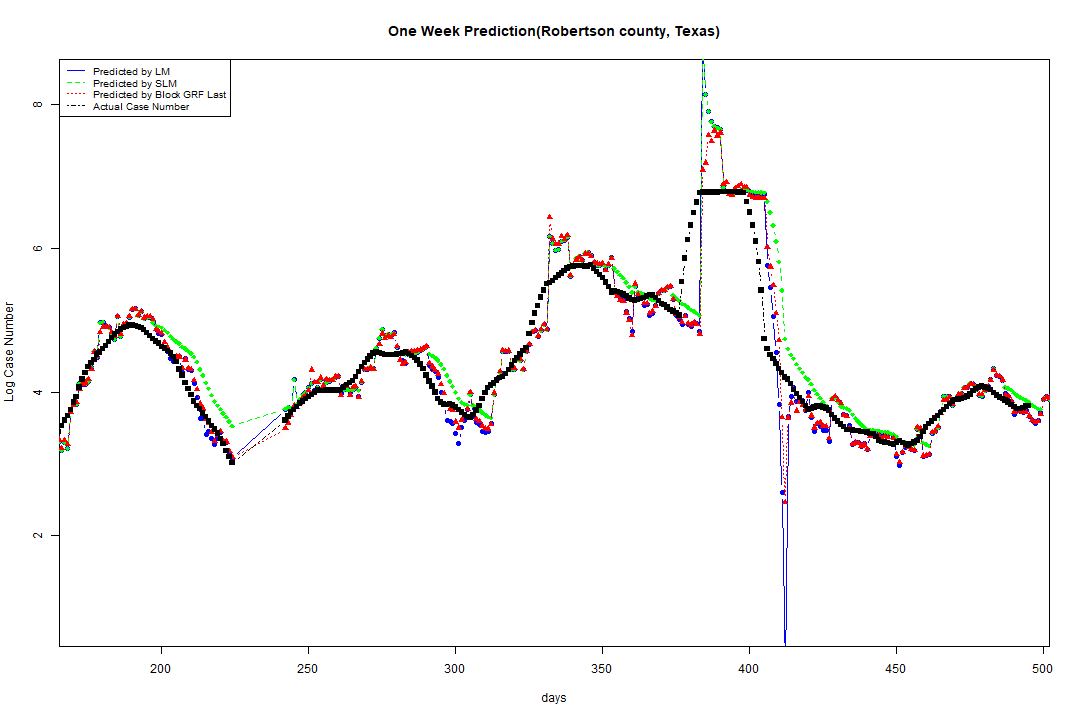 One Week Prediction(Robertson county, Texas)
Predicted by LM
Predicted by SLM
Predicted by Block GRF Last
Actual Case Number
Log Case Number
8
6
4
2
200 250 300 350 400 450 500
days